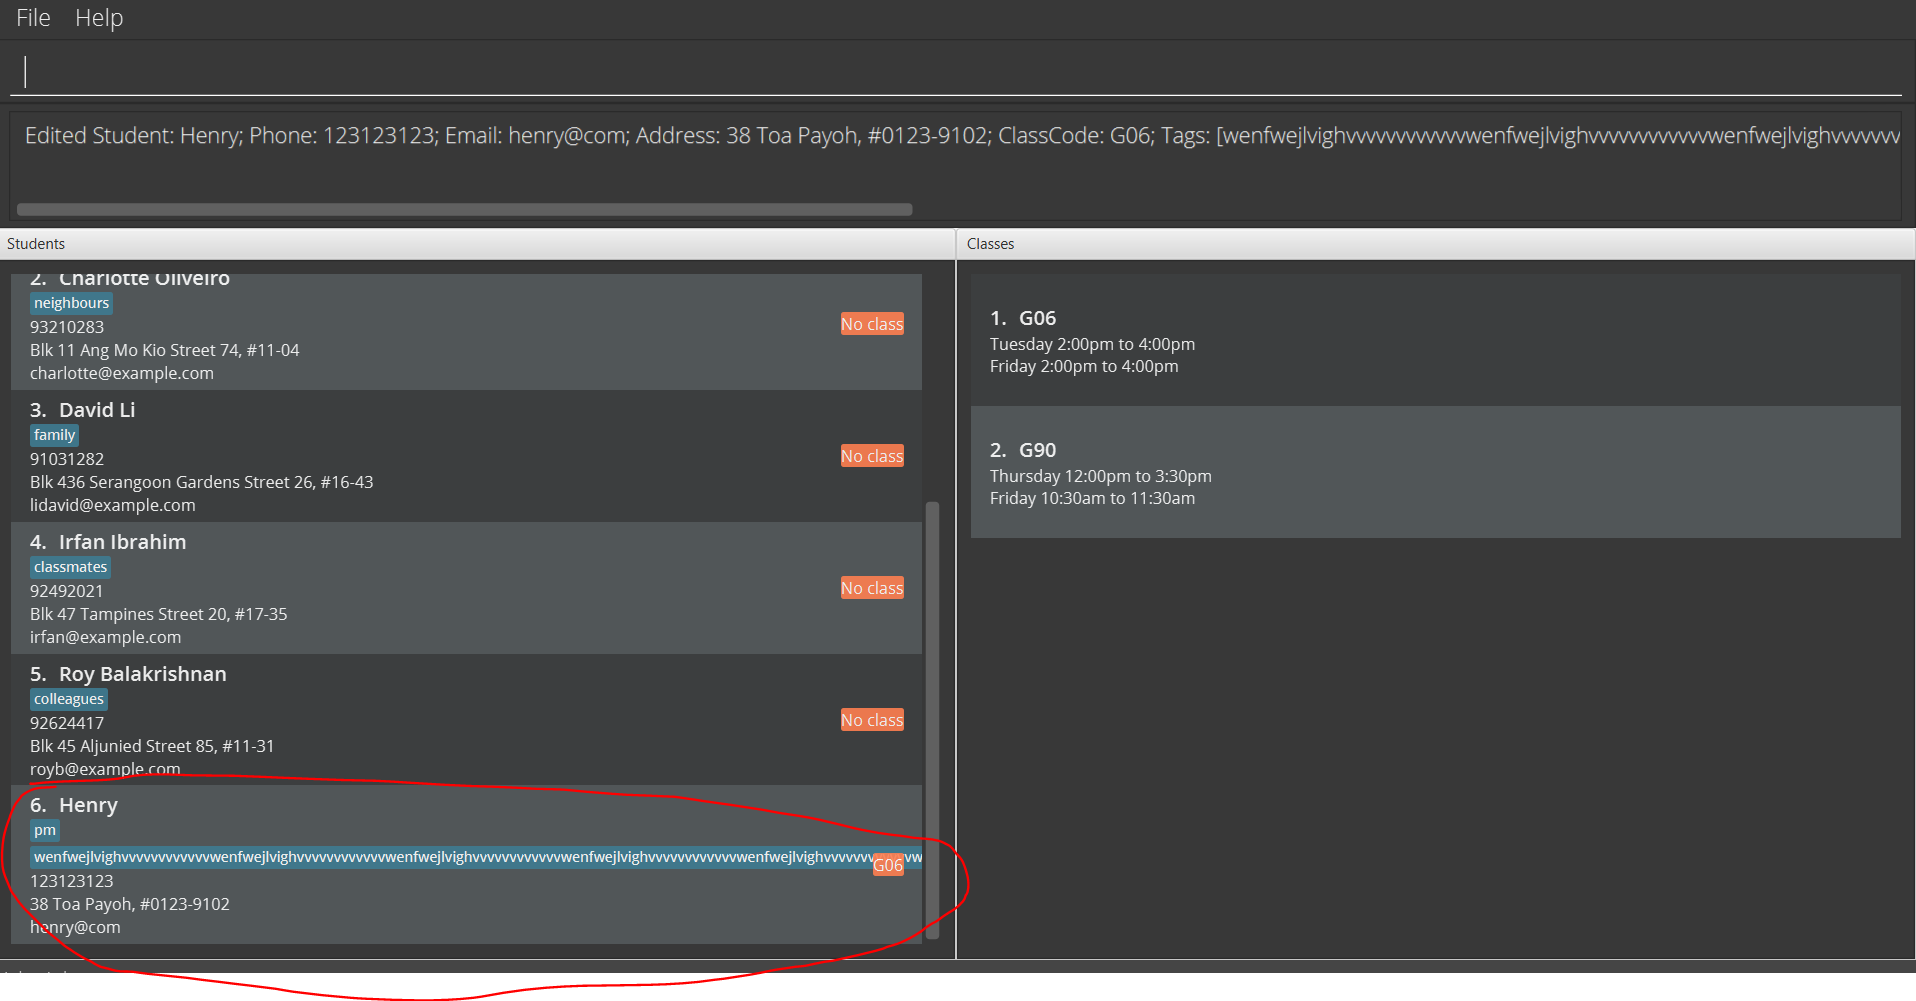 File Help
Edited Student: Henry; Phone: 123123123; Email: henry@com; Address: 38 Toa Payoh, #0123-9102; ClassCode: G06; Tags: [wenfwejlvighvvvvvvvvvvvvwenfwejlvighvvvvvvvvvvvvwenfwejlvighvvvvvvv
Students
2. Charlotte Oliveiro
neighbours
93210283
No class
Blk 11 Ang Mo Kio Street 74, #11-04
charlotte@example.com
3. David Li
family
91031282
No class
Blk 436 Serangoon Gardens Street 26, #16-43
lidavid@example.com
4. Irfan Ibrahim
classmates
92492021
No class
Blk 47 Tampines Street 20, #17-35
irfan@example.com
5. Roy Balakrishnan
colleagues
92624417
No class
Blk 45 Aljunied Street 85, #11-31
royb@example.com
6. Henry
pm
wenfwejlvighvvvvvvvvvvvvwenfwejlvighvvvvvvvvvvvvwenfwejlvighvvvvvvvvvvvvwenfwejlvighvvvvvvvvvvvvwenfwejlvighvvvvvvv
G06
123123123
38 Toa Payoh, #0123-9102
henry@com
Classes
1. G06
Tuesday 2:00pm to 4:00pm
Friday 2:00pm to 4:00pm
2. G90
Thursday 12:00pm to 3:30pm
Friday 10:30am to 11:30am